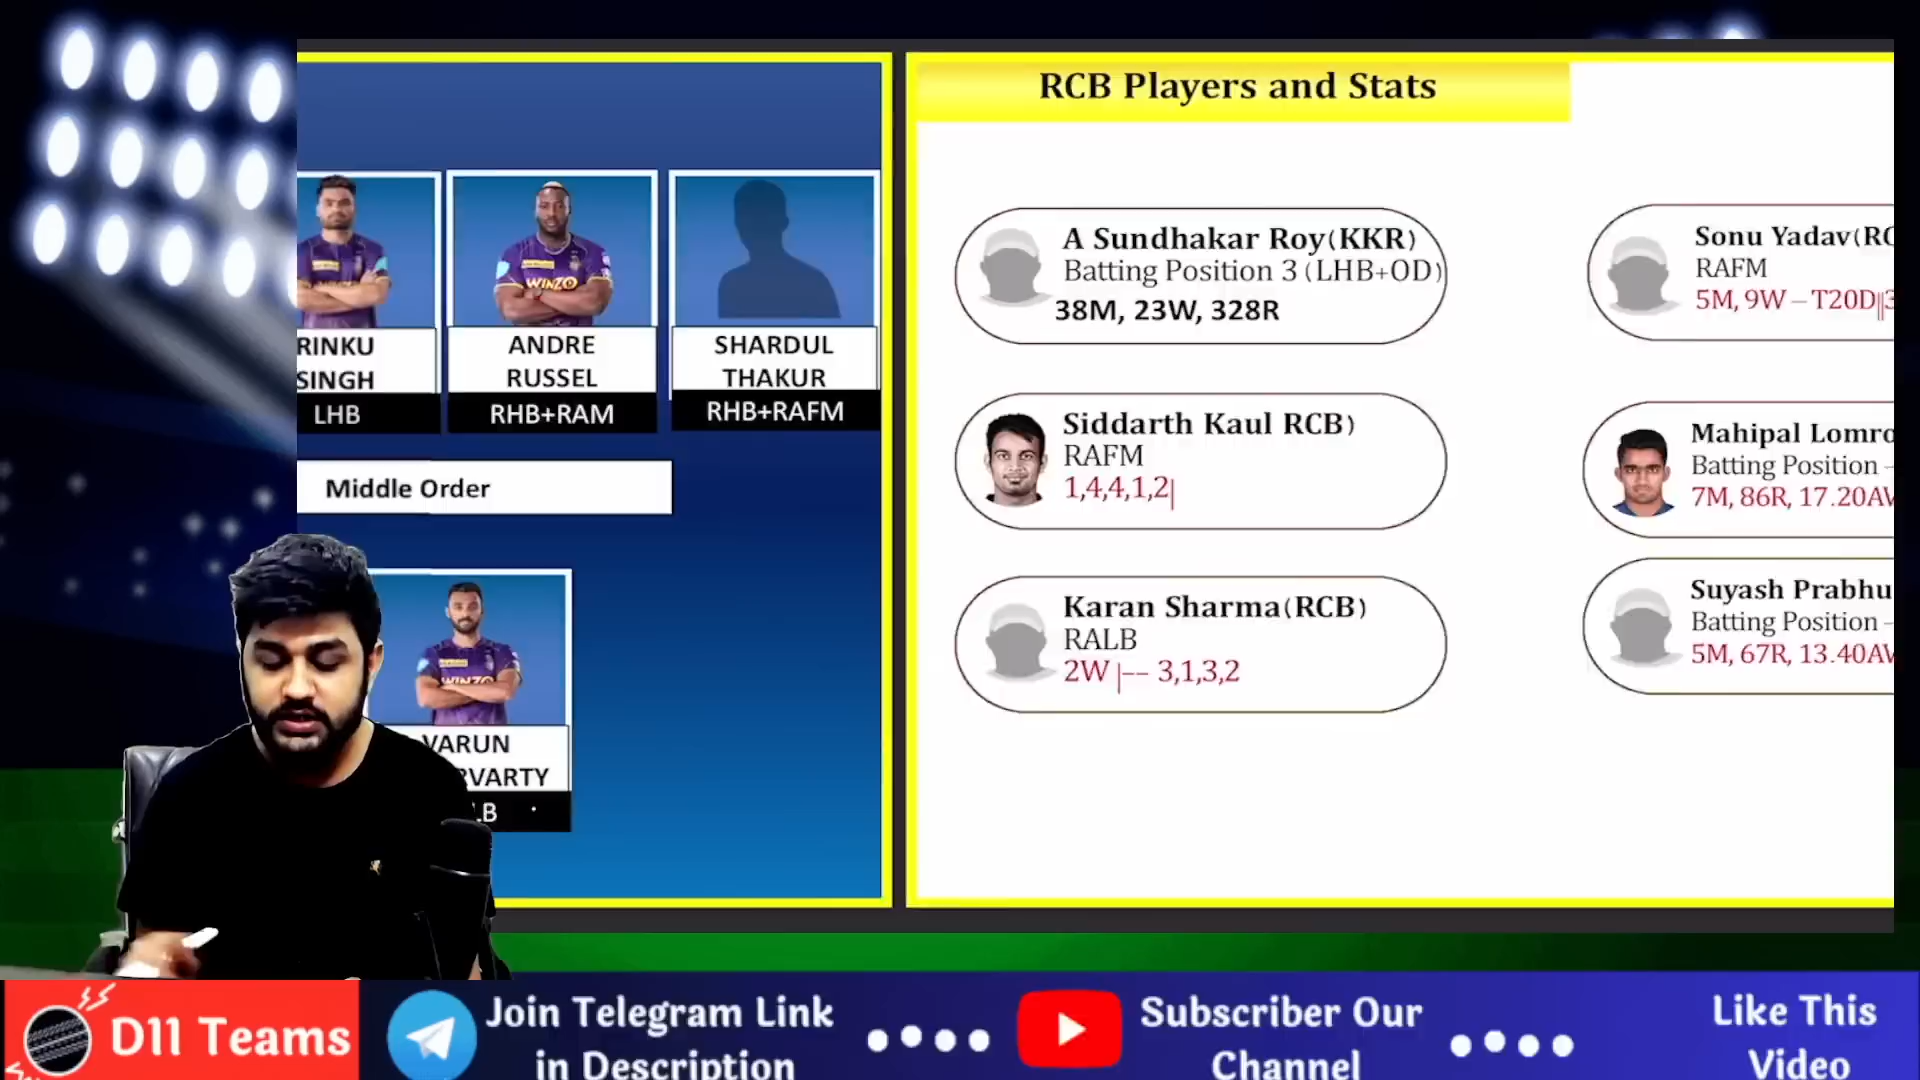 RCB Players and Stats
RINKU
SINGH
LHB
ANDRE
RUSSEL
RHB+RAM
SHARDUL
THAKUR
RHB+RAFM
Middle Order
WINZO
WINZO
VARUN
RVARTY
LB
A Sundhakar Roy(KKR)
Batting Position 3 (LHB+OD)
38M, 23W, 328R
Siddarth Kaul RCB)
RAFM
1,4,4,1,2|
Karan Sharma(RCB)
RALB
2W |-- 3,1,3,2
Sonu Yadav(RC
RAFM
5M, 9W – T20D||3
Mahipal Lomro
Batting Position -
7M, 86R, 17.20AV
Suyash Prabhu
Batting Position -
5M, 67R, 13.40AV
D11 Teams
Join Telegram Link
in Description
Subscriber Our
Channel
Like This
Video